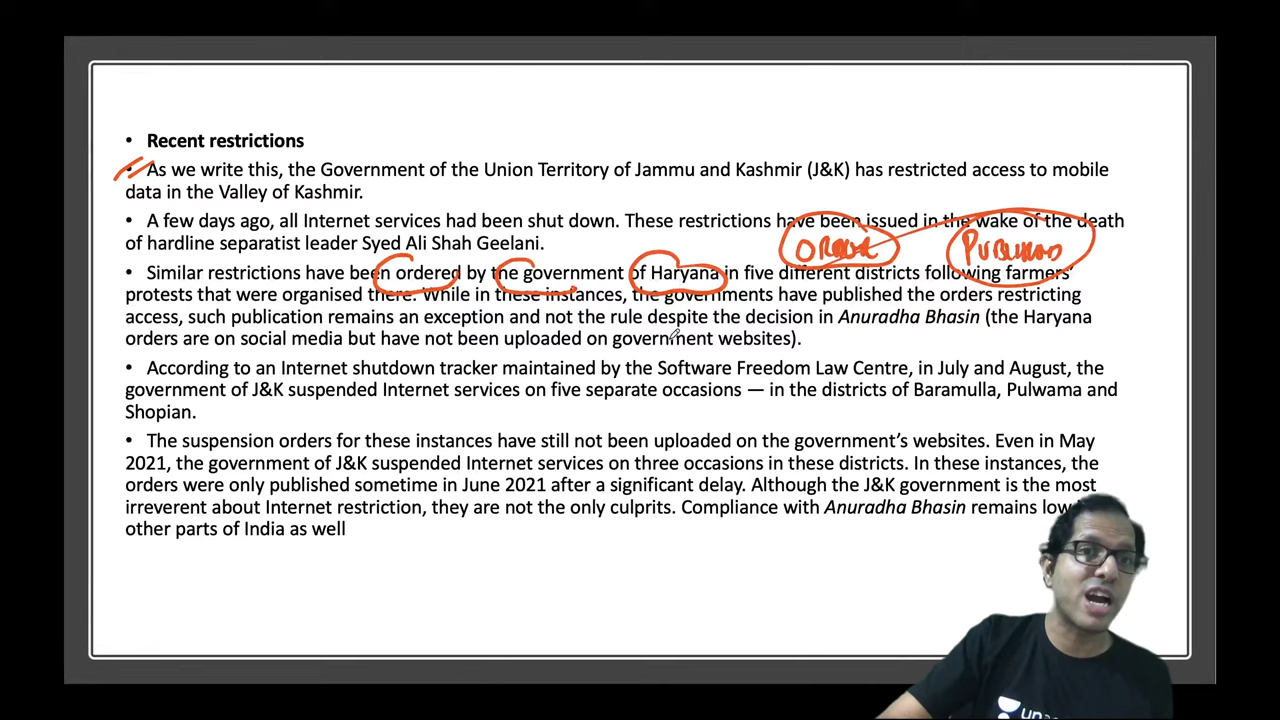 • Recent restrictions
• As we write this, the Government of the Union Territory of Jammu and Kashmir (J&K) has restricted access to mobile
data in the Valley of Kashmir.
• A few days ago, all Internet services had been shut down. These restrictions have been issued in the wake of the death
of hardline separatist leader Syed Ali Shah Geelani.
ORDER PUBLISHED
• Similar restrictions have been ordered by the government of Haryana in five different districts following farmers'
protests that were organised there. While in these instances, the governments have published the orders restricting
access, such publication remains an exception and not the rule despite the decision in Anuradha Bhasin (the Haryana
orders are on social media but have not been uploaded on government websites).
• According to an Internet shutdown tracker maintained by the Software Freedom Law Centre, in July and August, the
government of J&K suspended Internet services on five separate occasions — in the districts of Baramulla, Pulwama and
Shopian.
• The suspension orders for these instances have still not been uploaded on the government's websites. Even in May
2021, the government of J&K suspended Internet services on three occasions in these districts. In these instances, the
orders were only published sometime in June 2021 after a significant delay. Although the J&K government is the most
irreverent about Internet restriction, they are not the only culprits. Compliance with Anuradha Bhasin remains low
other parts of India as well